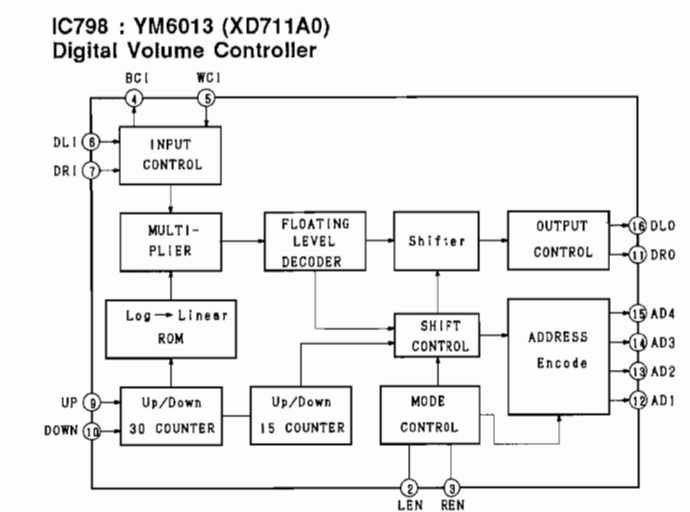 IC798 : YM6013 (XD711A0)
Digital Volume Controller
BCI WCI
4 5
DLI 6
DRI 7
INPUT
CONTROL
MULTI-
PLIER
FLOATING
LEVEL
DECODER
Shifter
OUTPUT
CONTROL
16 DLO
11 DRO
Log → Linear
ROM
SHIFT
CONTROL
ADDRESS
Encode
15 AD4
14 AD3
13 AD2
12 AD1
UP 9
DOWN 10
Up/Down
30 COUNTER
Up/Down
15 COUNTER
MODE
CONTROL
2 3
LEN REN